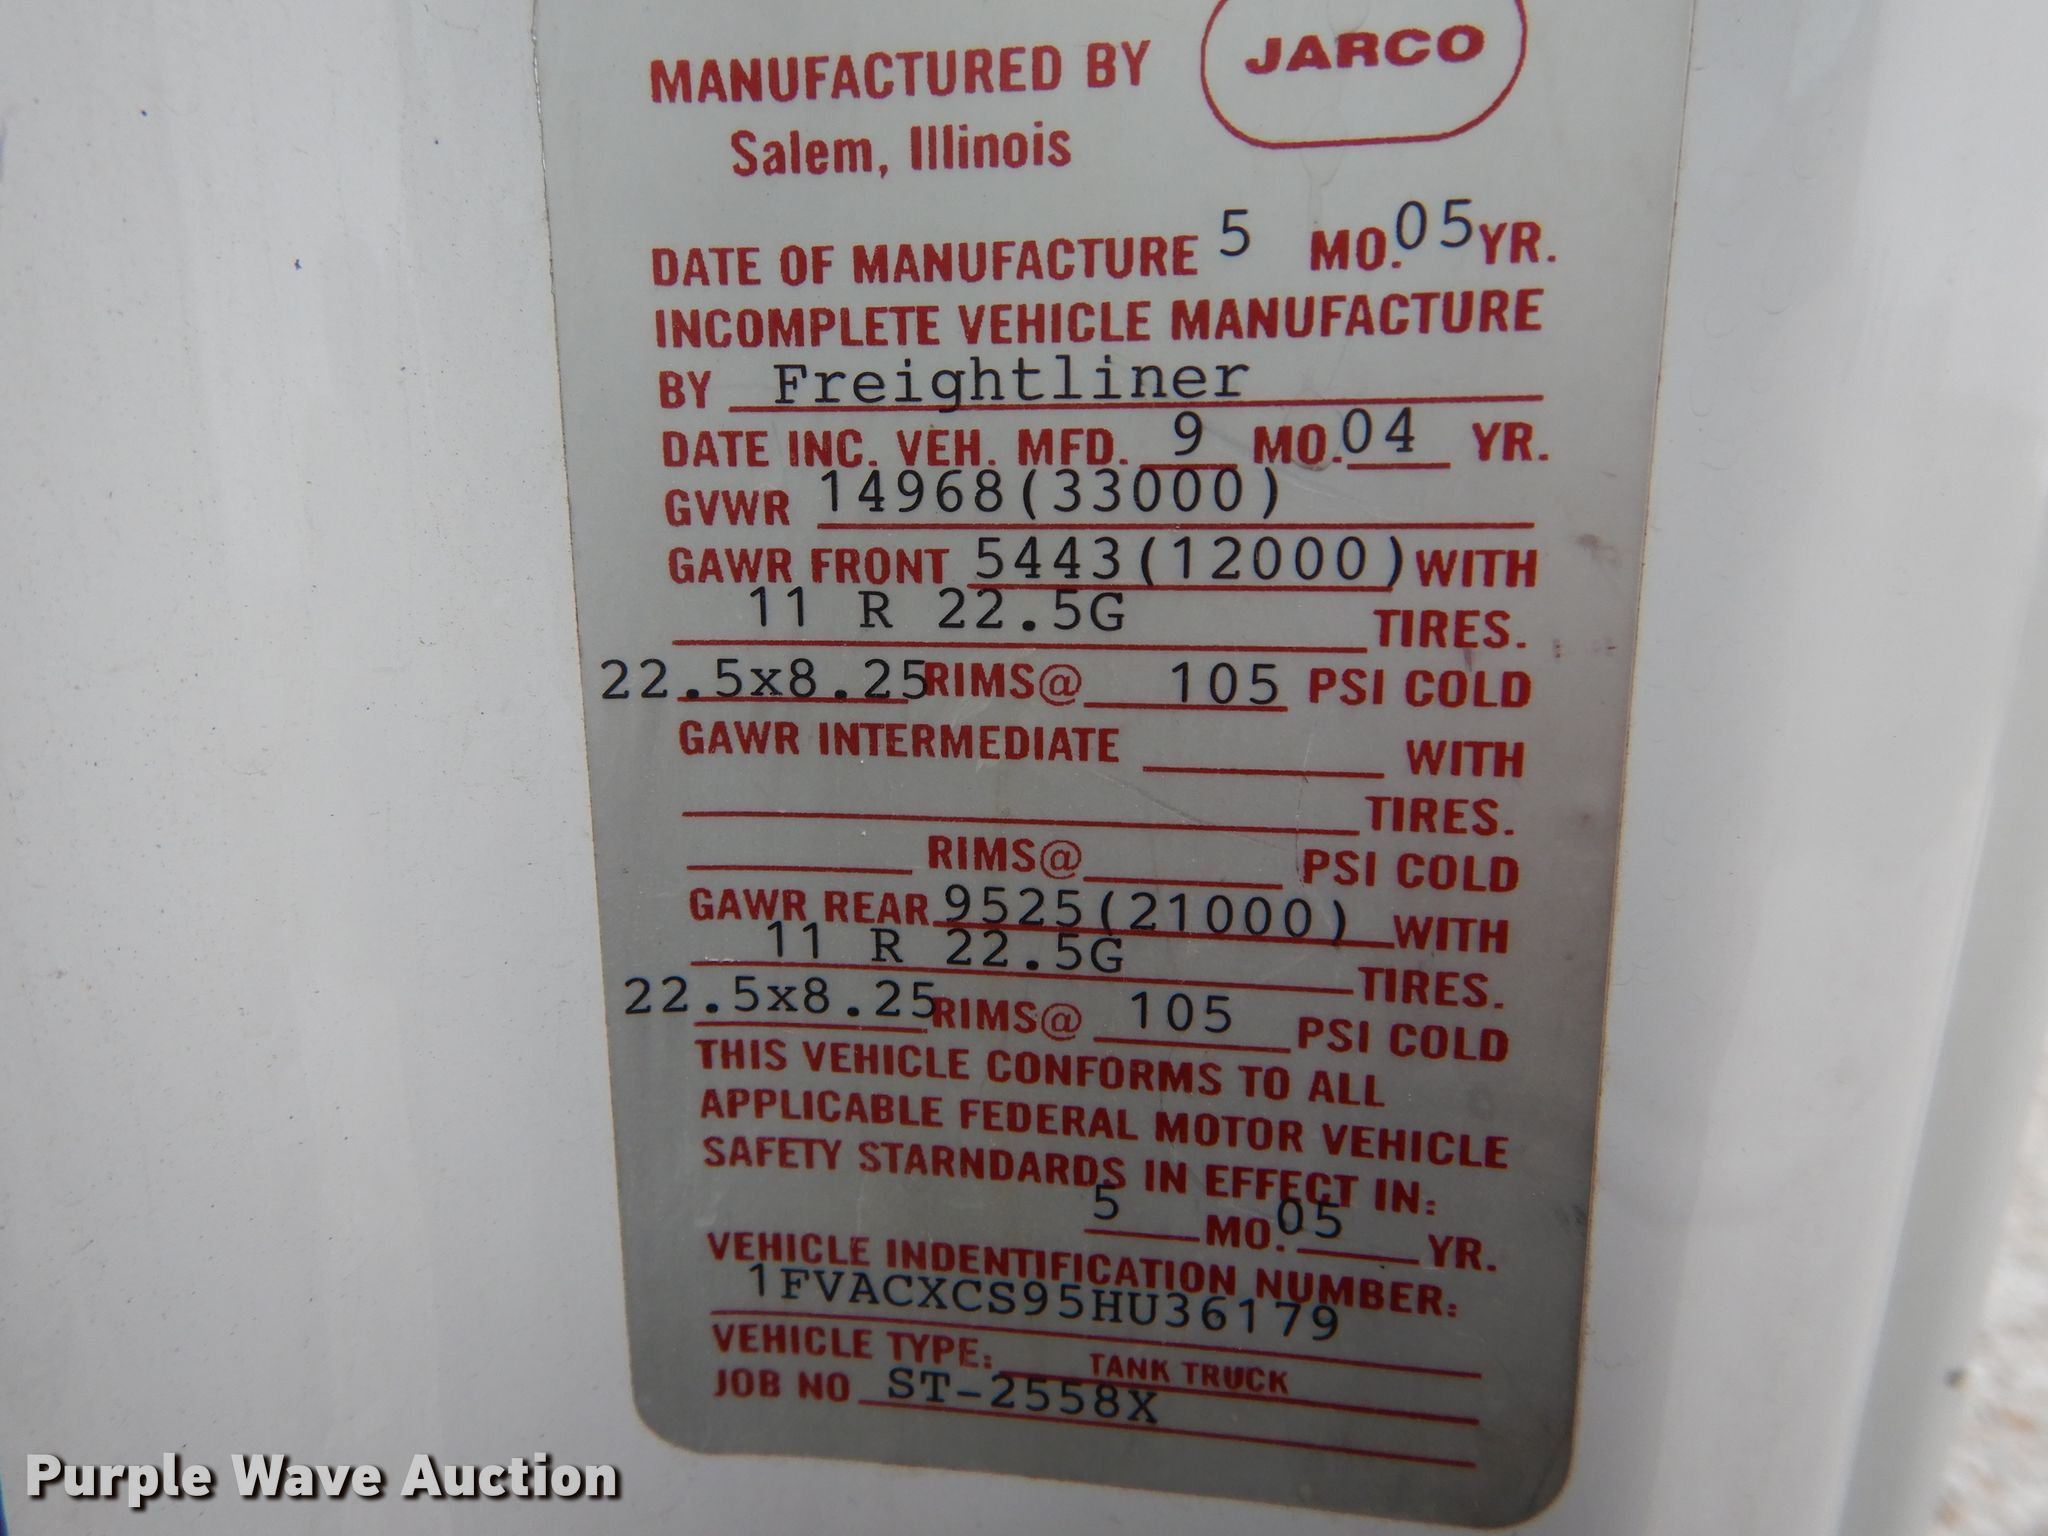 JARCO
MANUFACTURED BY
Salem, Illinois
DATE OF MANUFACTURE 5 MO. 05 YR.
INCOMPLETE VEHICLE MANUFACTURE
BY Freightliner
DATE INC. VEH. MFD. 9 MO. 04 YR.
GVWR 14968(33000)
GAWR FRONT 5443(12000) WITH
11 R 22.5G TIRES.
22.5x8.25 RIMS@ 105 PSI COLD
GAWR INTERMEDIATE WITH
TIRES.
RIMS@ PSI COLD
GAWR REAR 9525(21000) WITH
11 R 22.5G TIRES.
22.5x8.25 RIMS@ 105 PSI COLD
THIS VEHICLE CONFORMS TO ALL
APPLICABLE FEDERAL MOTOR VEHICLE
SAFETY STARNDARDS IN EFFECT IN:
5 MO. 05 YR.
VEHICLE INDENTIFICATION NUMBER:
1FVACXCS95HU36179
VEHICLE TYPE: TANK TRUCK
JOB NO ST-2558X
Purple Wave Auction